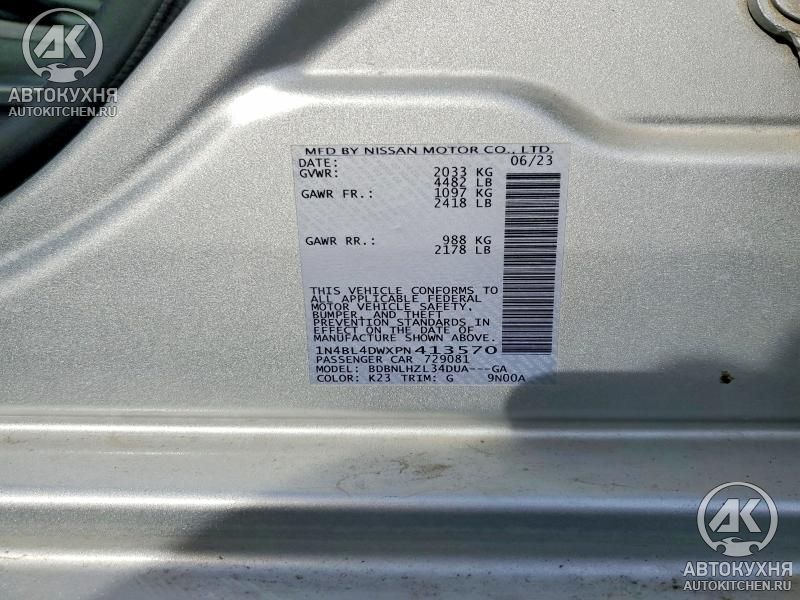 AK
АВТОКУХНЯ
AUTOKITCHEN.RU
MFD BY NISSAN MOTOR CO., LTD.
DATE: 06/23
GVWR: 2033 KG
4482 LB
GAWR FR.: 1097 KG
2418 LB
GAWR RR.: 988 KG
2178 LB
THIS VEHICLE CONFORMS TO
ALL APPLICABLE FEDERAL
MOTOR VEHICLE SAFETY,
BUMPER, AND THEFT
PREVENTION STANDARDS IN
EFFECT ON THE DATE OF
MANUFACTURE SHOWN ABOVE.
1N4BL4DWXPN413570
PASSENGER CAR 729081
MODEL: BDBNLHZL34DUA---GA
COLOR: K23 TRIM: G 9N00A
AK
АВТОКУХНЯ
AUTOKITCHEN.RU